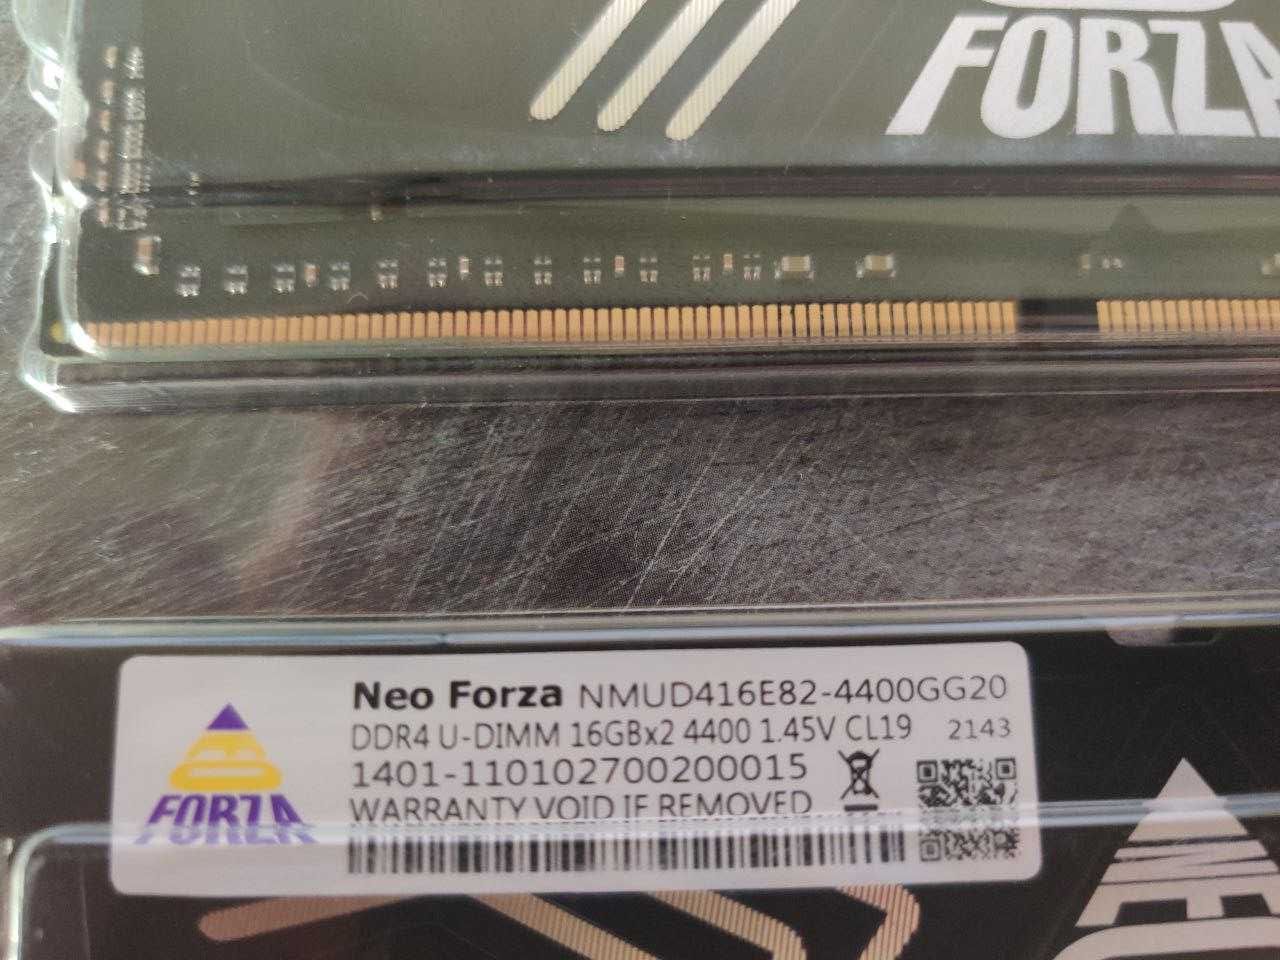 FORZA
Neo Forza NMUD416E82-4400GG20
DDR4 U-DIMM 16GBx2 4400 1.45V CL19 2143
1401-110102700200015
WARRANTY VOID IF REMOVED
FORZA